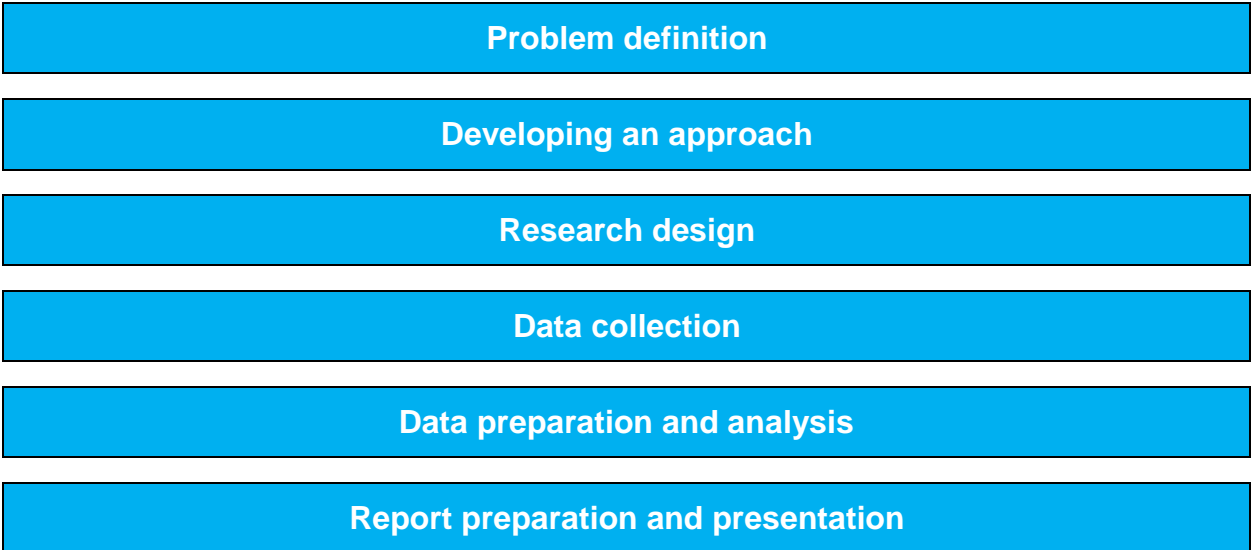 Problem definition
Developing an approach
Research design
Data collection
Data preparation and analysis
Report preparation and presentation